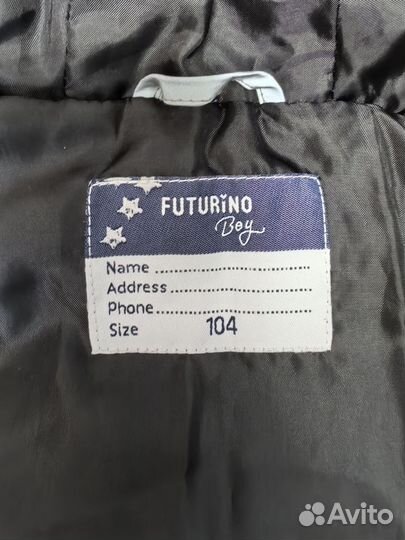 FUTURINO
Boy
Name
Address
Phone
Size 104
Avito